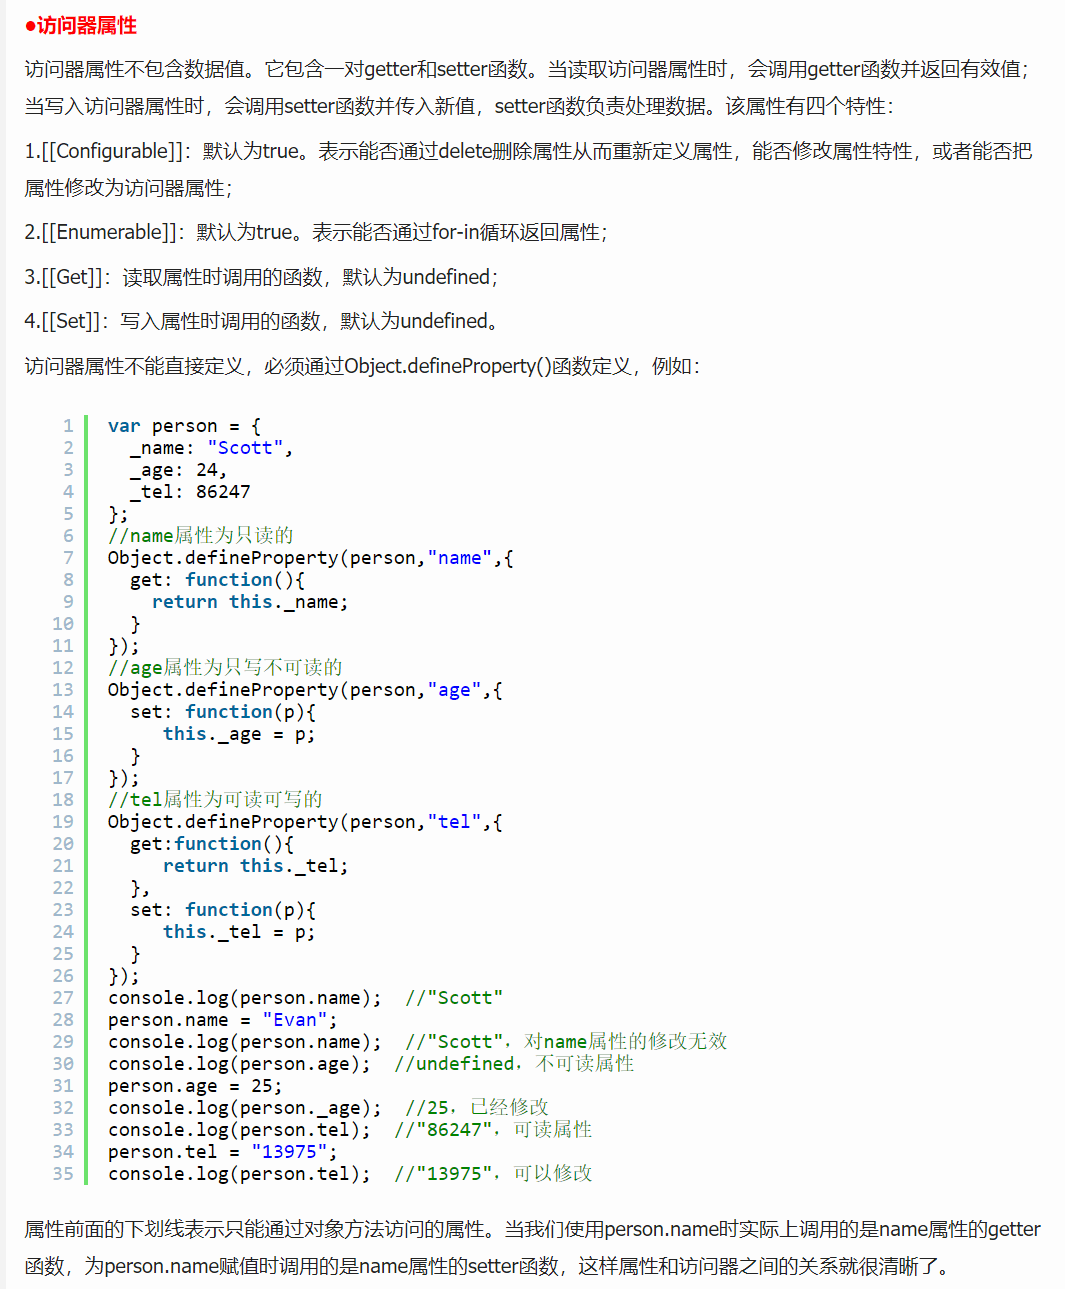 ●访问器属性
访问器属性不包含数据值。它包含一对getter和setter函数。当读取访问器属性时，会调用getter函数并返回有效值；
当写入访问器属性时，会调用setter函数并传入新值，setter函数负责处理数据。该属性有四个特性：
1.[[Configurable]]：默认为true。表示能否通过delete删除属性从而重新定义属性，能否修改属性特性，或者能否把
属性修改为访问器属性；
2.[[Enumerable]]：默认为true。表示能否通过for-in循环返回属性；
3.[[Get]]：读取属性时调用的函数，默认为undefined；
4.[[Set]]：写入属性时调用的函数，默认为undefined。
访问器属性不能直接定义，必须通过Object.defineProperty()函数定义，例如：
1 var person = {
2   _name: "Scott",
3   _age: 24,
4   _tel: 86247
5 };
6 //name属性为只读的
7 Object.defineProperty(person,"name",{
8   get: function(){
9     return this._name;
10   }
11 });
12 //age属性为只写不可读的
13 Object.defineProperty(person,"age",{
14   set: function(p){
15      this._age = p;
16   }
17 });
18 //tel属性为可读可写的
19 Object.defineProperty(person,"tel",{
20   get:function(){
21      return this._tel;
22   },
23   set: function(p){
24      this._tel = p;
25   }
26 });
27 console.log(person.name);  //"Scott"
28 person.name = "Evan";
29 console.log(person.name);  //"Scott"，对name属性的修改无效
30 console.log(person.age);  //undefined，不可读属性
31 person.age = 25;
32 console.log(person._age);  //25，已经修改
33 console.log(person.tel);  //"86247"，可读属性
34 person.tel = "13975";
35 console.log(person.tel);  //"13975"，可以修改
属性前面的下划线表示只能通过对象方法访问的属性。当我们使用person.name时实际上调用的是name属性的getter
函数，为person.name赋值时调用的是name属性的setter函数，这样属性和访问器之间的关系就很清晰了。